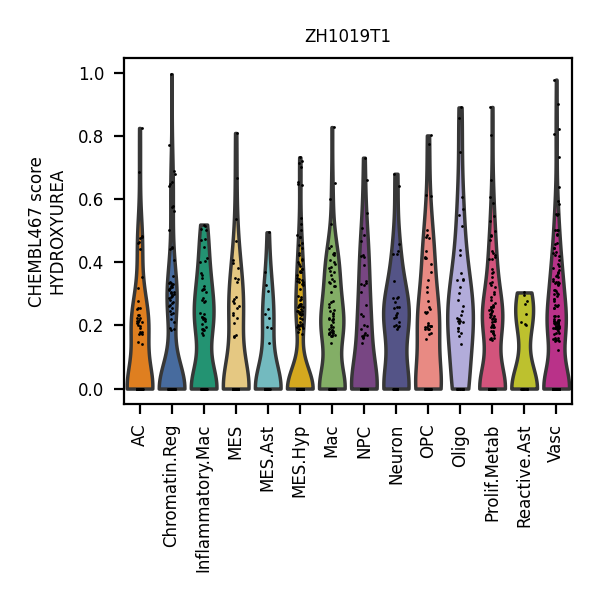 ZH1019T1
CHEMBL467 score
HYDROXYUREA
1.0
0.8
0.6
0.4
0.2
0.0
AC
Chromatin.Reg
Inflammatory.Mac
MES
MES.Ast
MES.Hyp
Mac
NPC
Neuron
OPC
Oligo
Prolif.Metab
Reactive.Ast
Vasc